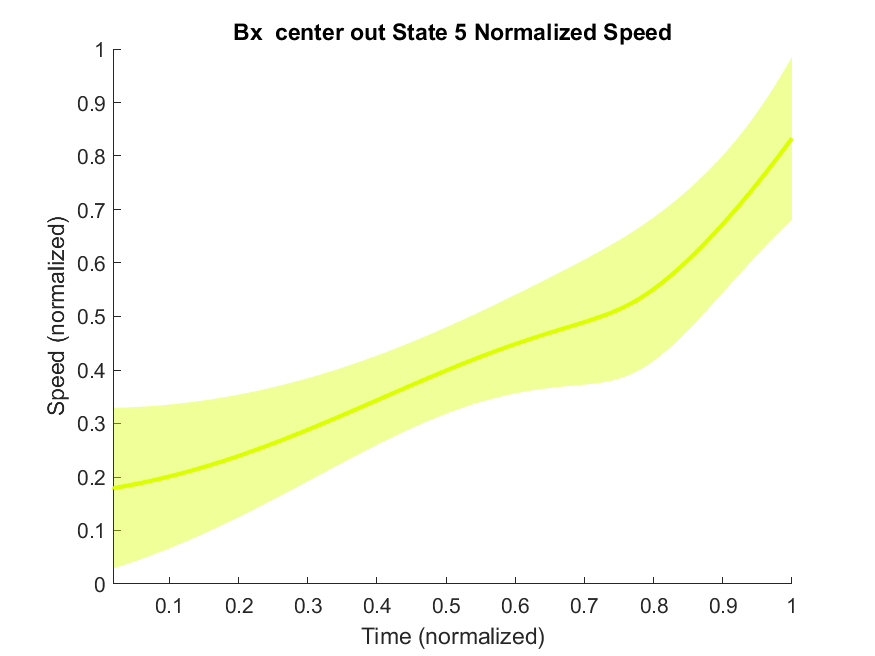 Bx  center out State 5 Normalized Speed
1
0.9
0.8
0.7
0.6
0.5
0.4
0.3
0.2
0.1
0
Speed (normalized)
0.1 0.2 0.3 0.4 0.5 0.6 0.7 0.8 0.9 1
Time (normalized)